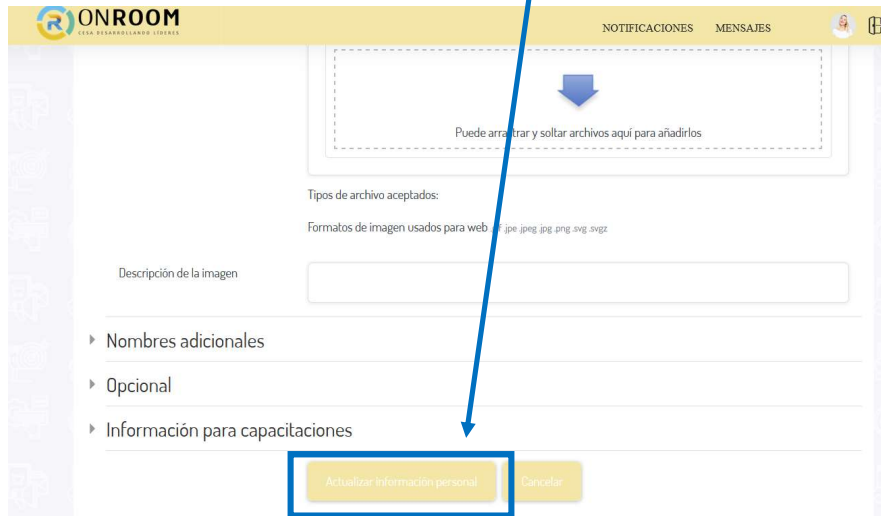 ONROOM
CESA DESARROLLANDO LÍDERES
NOTIFICACIONES MENSAJES
Puede arrastrar y soltar archivos aquí para añadirlos
Tipos de archivo aceptados:
Formatos de imagen usados para web .jpe .jpeg .jpg .png .svg .svgz
Descripción de la imagen
Nombres adicionales
Opcional
Información para capacitaciones
Actualizar información personal Cancelar